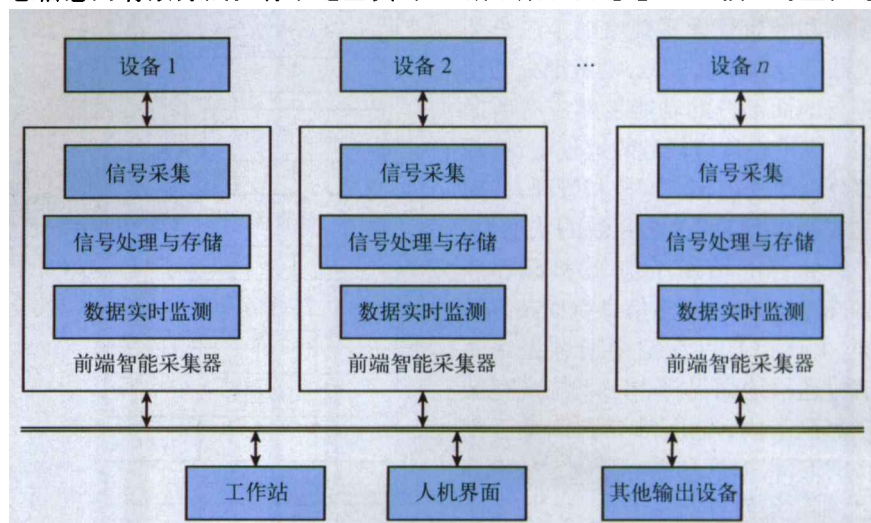 设备 1
设备 2
…
设备 n
信号采集
信号采集
信号采集
信号处理与存储
信号处理与存储
信号处理与存储
数据实时监测
数据实时监测
数据实时监测
前端智能采集器
前端智能采集器
前端智能采集器
工作站
人机界面
其他输出设备